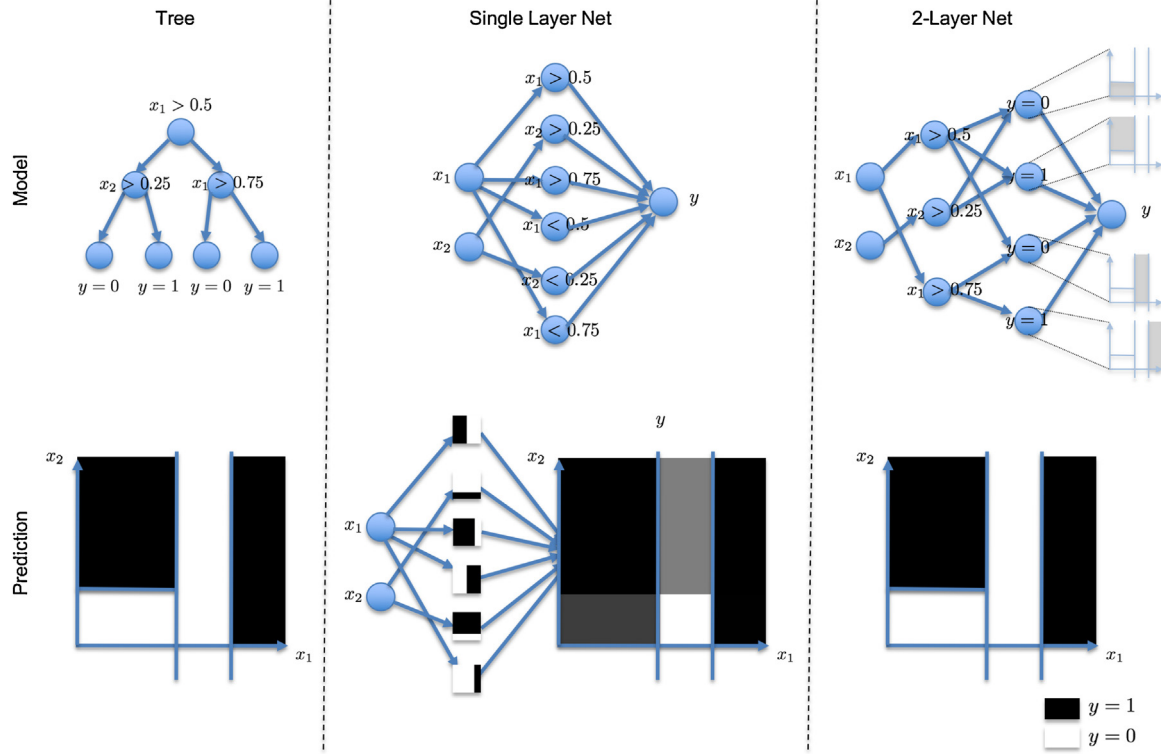 Tree
Single Layer Net
2-Layer Net
Model
x₁ > 0.5
x₂ > 0.25
x₁ > 0.75
y = 0
y = 1
y = 0
y = 1
x₁
x₂
x₁ > 0.5
x₂ > 0.25
x₁ > 0.75
x₁ < 0.5
x₂ < 0.25
x₁ < 0.75
y
x₁
x₂
x₁ > 0.5
x₂ > 0.25
x₁ > 0.75
y = 0
y = 1
y = 0
y = 1
y
Prediction
x₂
x₁
x₁
x₂
y
x₂
x₁
x₂
x₁
y = 1
y = 0